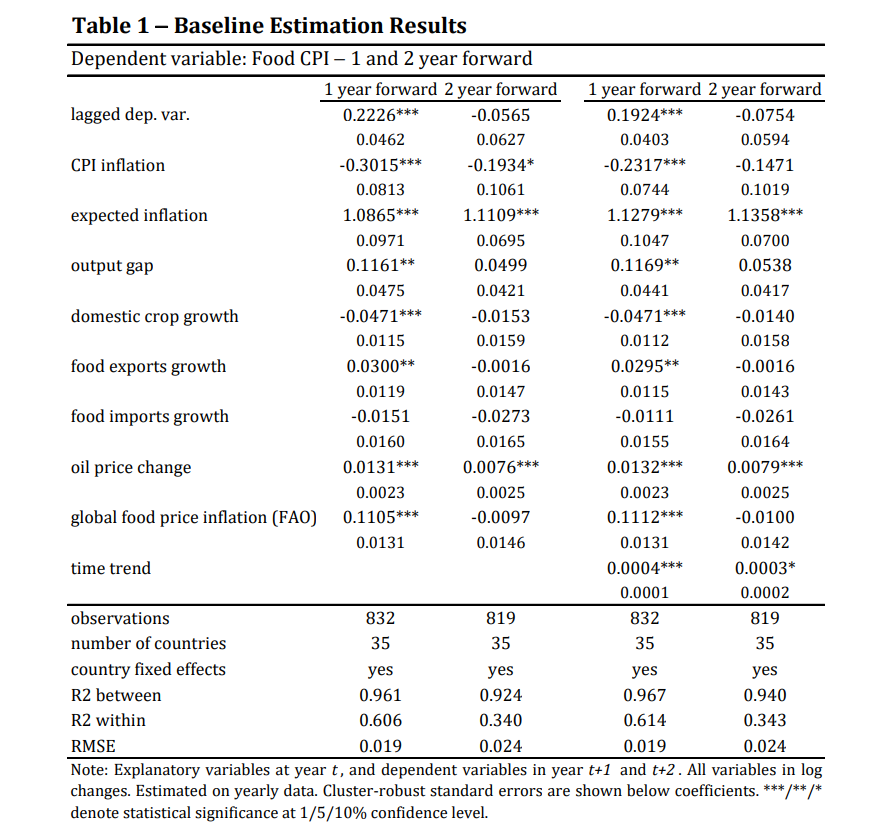 Table 1 – Baseline Estimation Results
Dependent variable: Food CPI – 1 and 2 year forward
1 year forward 2 year forward 1 year forward 2 year forward
lagged dep. var. 0.2226*** -0.0565 0.1924*** -0.0754
0.0462 0.0627 0.0403 0.0594
CPI inflation -0.3015*** -0.1934* -0.2317*** -0.1471
0.0813 0.1061 0.0744 0.1019
expected inflation 1.0865*** 1.1109*** 1.1279*** 1.1358***
0.0971 0.0695 0.1047 0.0700
output gap 0.1161** 0.0499 0.1169** 0.0538
0.0475 0.0421 0.0441 0.0417
domestic crop growth -0.0471*** -0.0153 -0.0471*** -0.0140
0.0115 0.0159 0.0112 0.0158
food exports growth 0.0300** -0.0016 0.0295** -0.0016
0.0119 0.0147 0.0115 0.0143
food imports growth -0.0151 -0.0273 -0.0111 -0.0261
0.0160 0.0165 0.0155 0.0164
oil price change 0.0131*** 0.0076*** 0.0132*** 0.0079***
0.0023 0.0025 0.0023 0.0025
global food price inflation (FAO) 0.1105*** -0.0097 0.1112*** -0.0100
0.0131 0.0146 0.0131 0.0142
time trend 0.0004*** 0.0003*
0.0001 0.0002
observations 832 819 832 819
number of countries 35 35 35 35
country fixed effects yes yes yes yes
R2 between 0.961 0.924 0.967 0.940
R2 within 0.606 0.340 0.614 0.343
RMSE 0.019 0.024 0.019 0.024
Note: Explanatory variables at year t, and dependent variables in year t+1 and t+2. All variables in log
changes. Estimated on yearly data. Cluster-robust standard errors are shown below coefficients. ***/**/*
denote statistical significance at 1/5/10% confidence level.